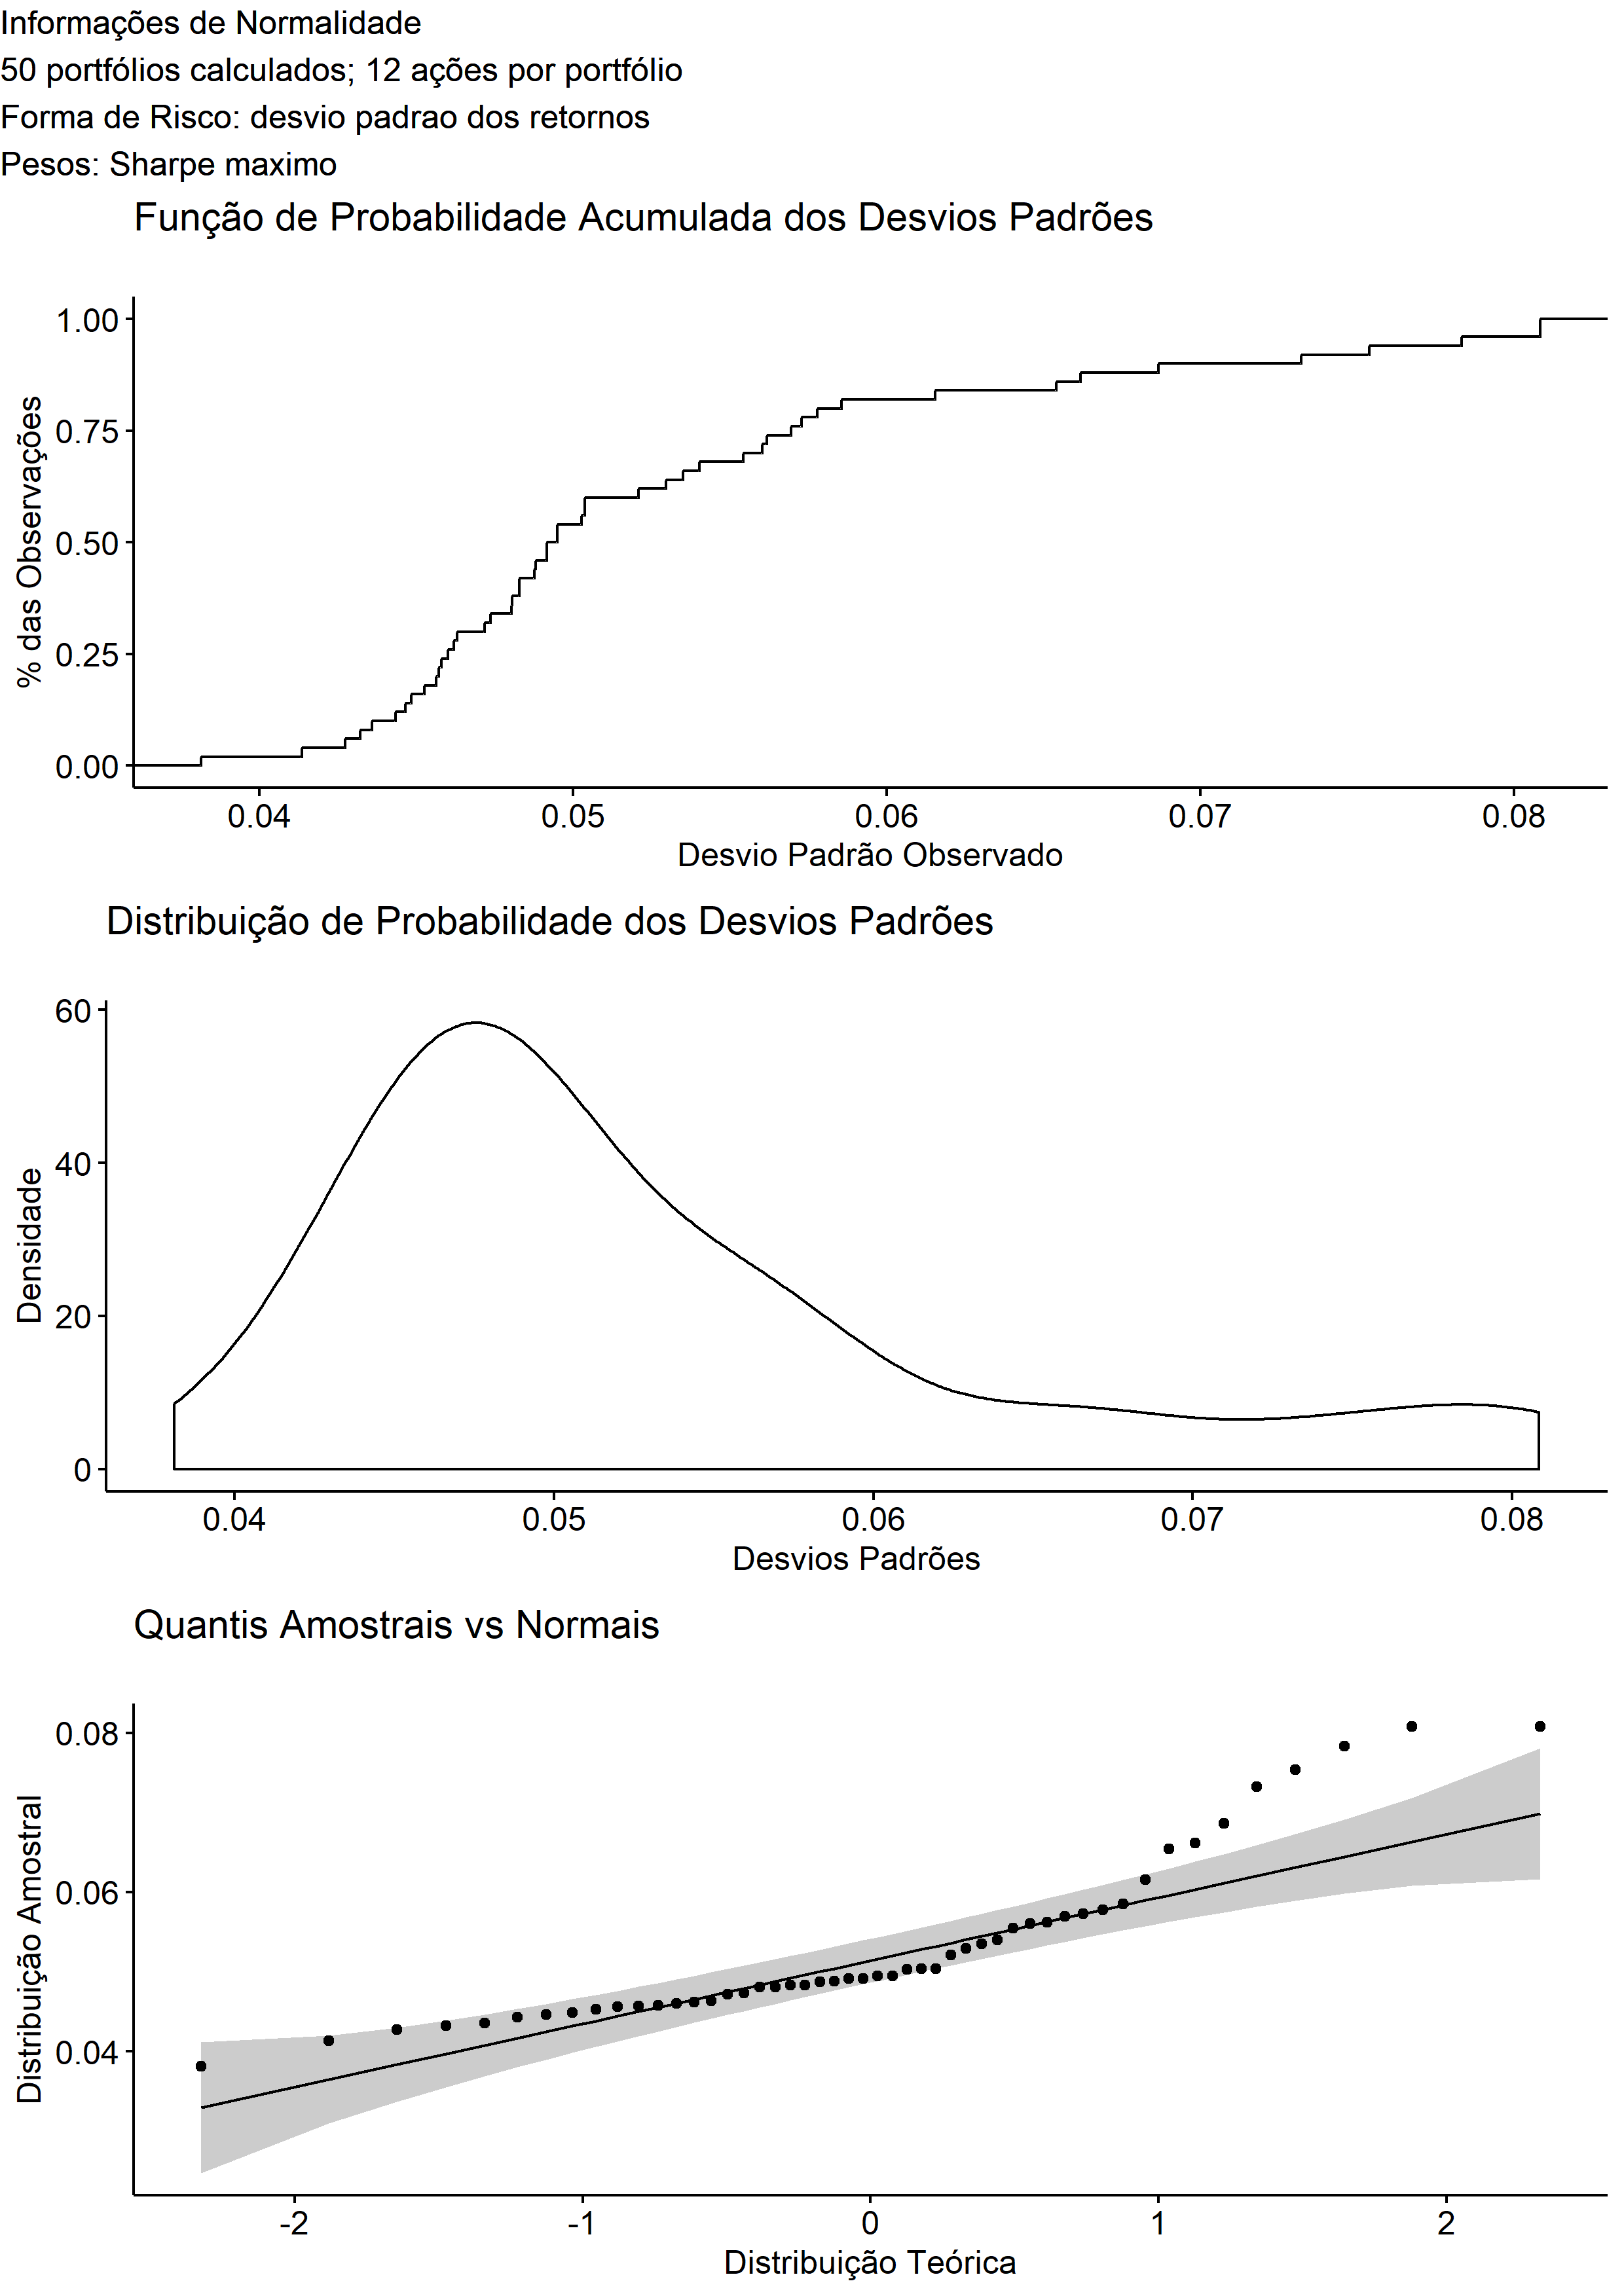 Informações de Normalidade
50 portfólios calculados; 12 ações por portfólio
Forma de Risco: desvio padrao dos retornos
Pesos: Sharpe maximo
Função de Probabilidade Acumulada dos Desvios Padrões
1.00
0.75
0.50
0.25
0.00
% das Observações
0.04 0.05 0.06 0.07 0.08
Desvio Padrão Observado
Distribuição de Probabilidade dos Desvios Padrões
60
40
20
0
Densidade
0.04 0.05 0.06 0.07 0.08
Desvios Padrões
Quantis Amostrais vs Normais
0.08
0.06
0.04
Distribuição Amostral
-2 -1 0 1 2
Distribuição Teórica